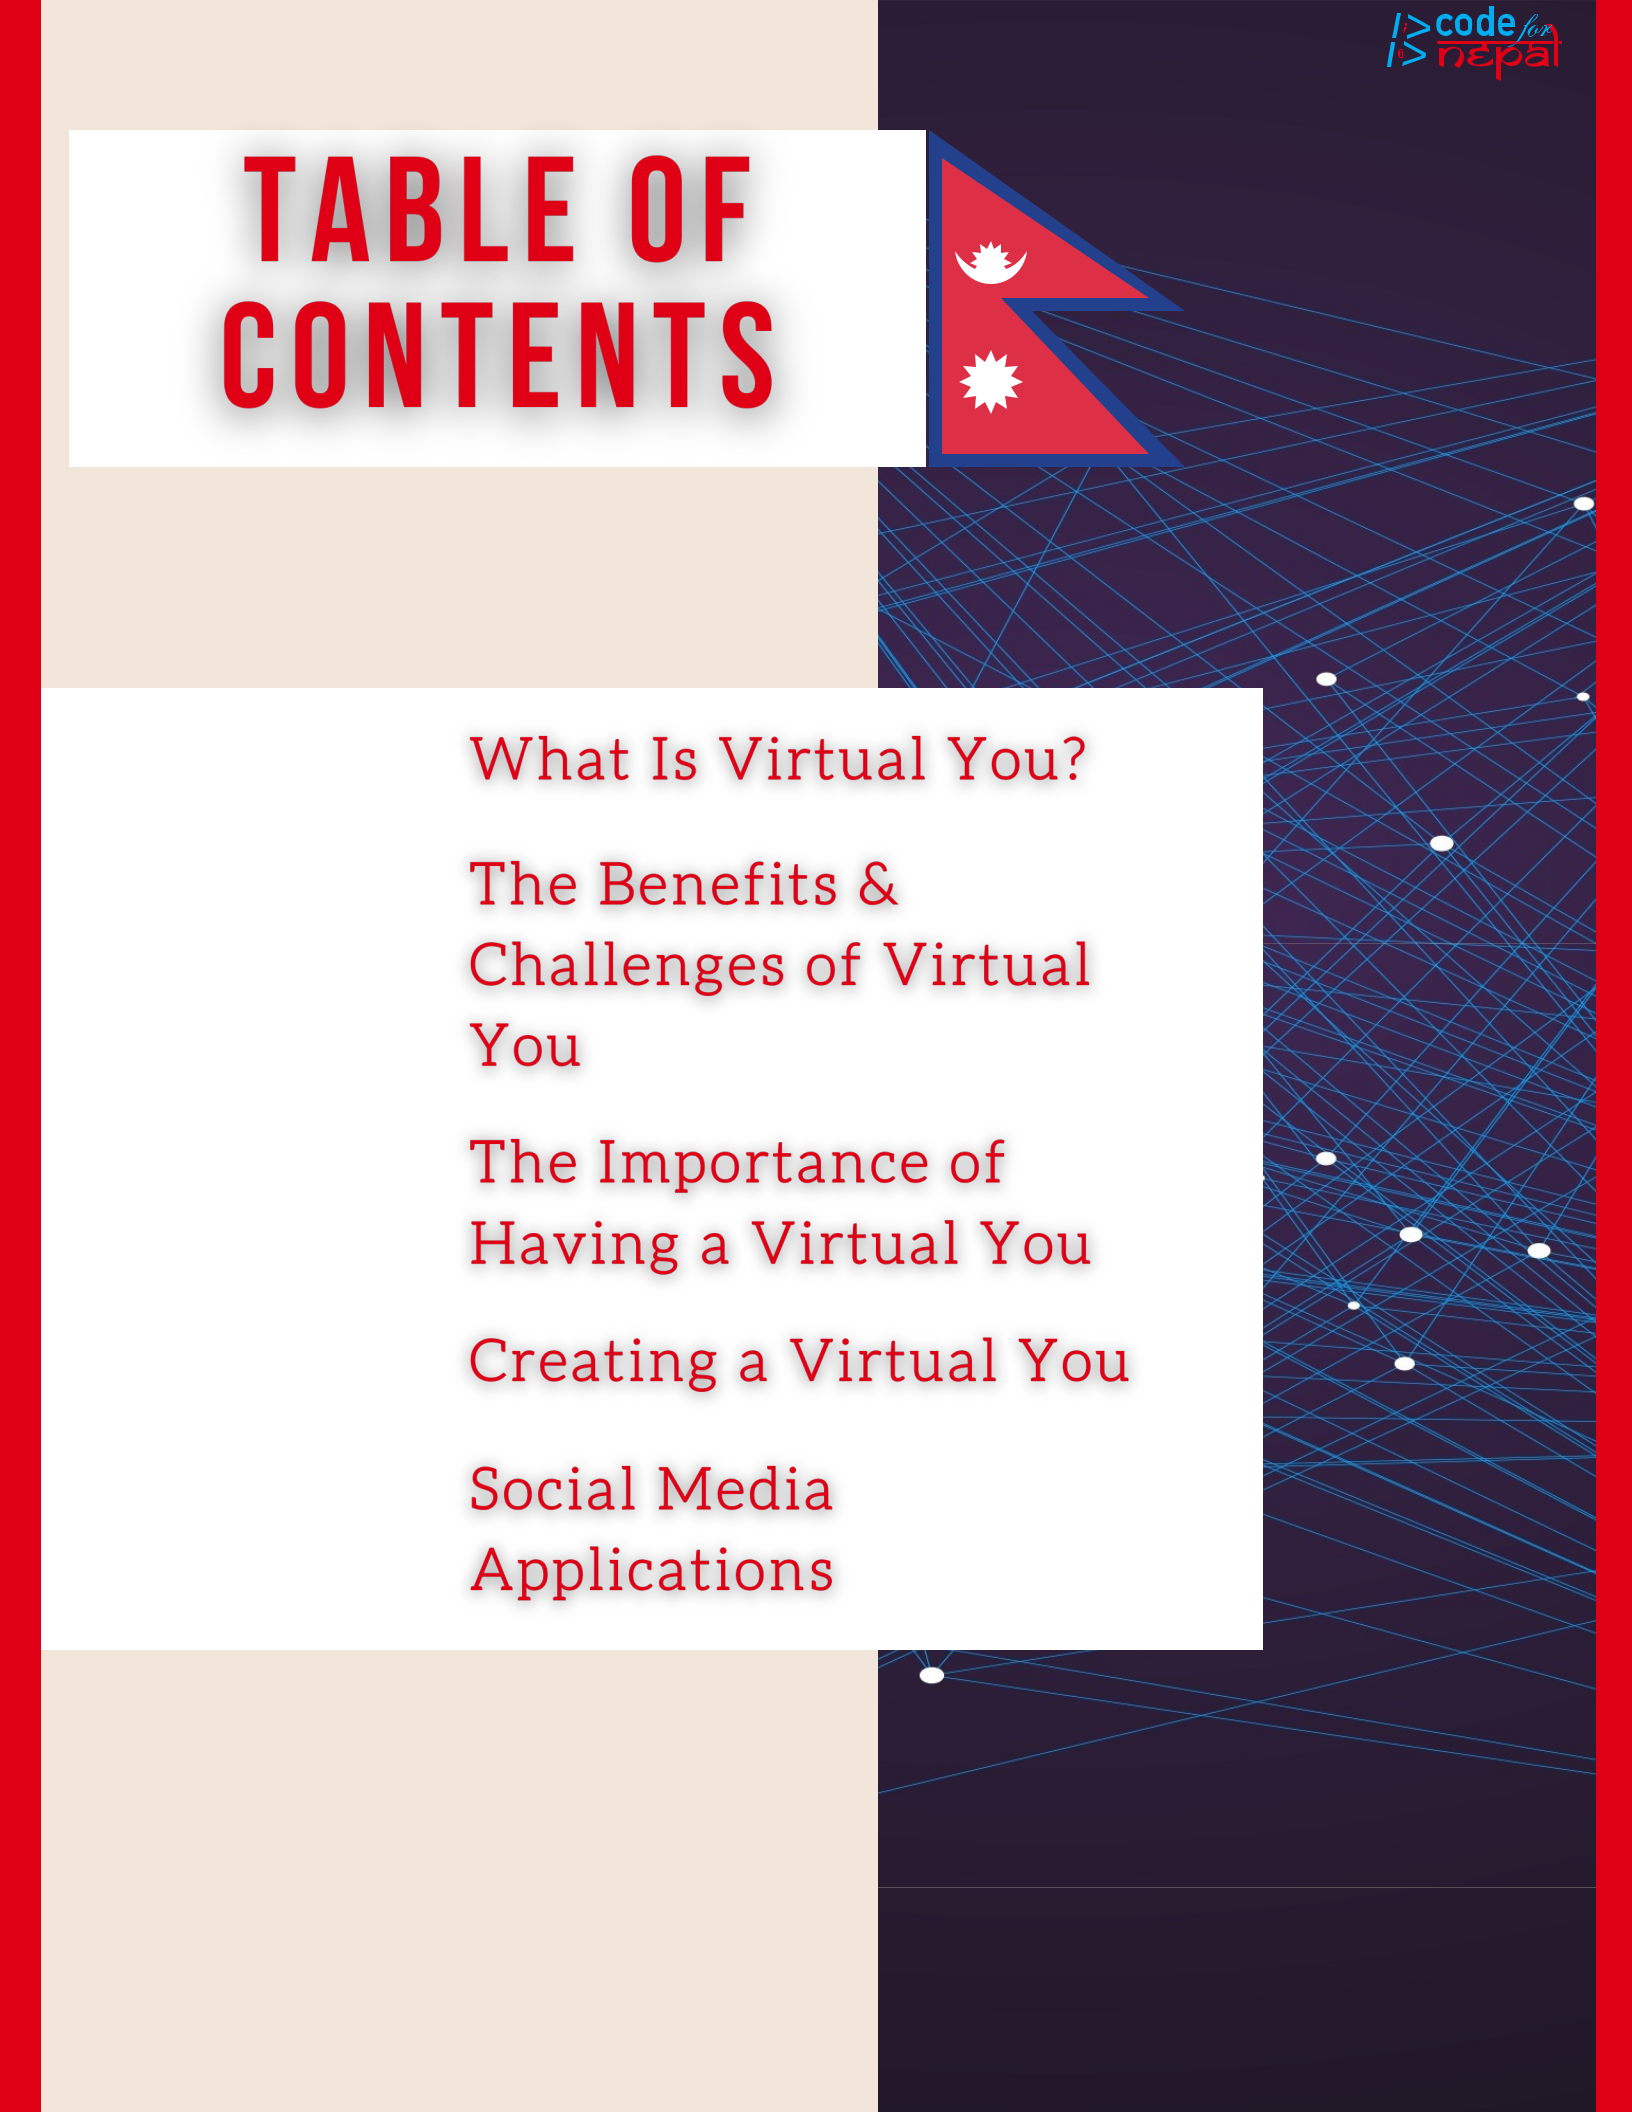 code for
nepal
TABLE OF
CONTENTS
What Is Virtual You?
The Benefits &
Challenges of Virtual
You
The Importance of
Having a Virtual You
Creating a Virtual You
Social Media
Applications